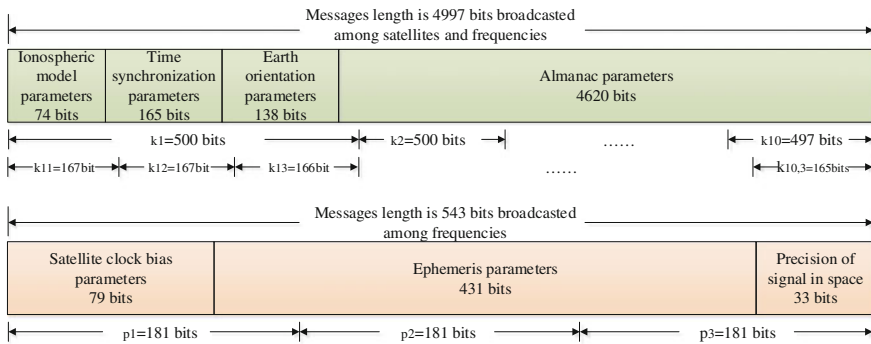 Messages length is 4997 bits broadcasted
among satellites and frequencies
Ionospheric
model
parameters
74 bits
Time
synchronization
parameters
165 bits
Earth
orientation
parameters
138 bits
Almanac parameters
4620 bits
k1=500 bits
k2=500 bits
......
k10=497 bits
k11=167bit
k12=167bit
k13=166bit
......
k10,3=165bits
Messages length is 543 bits broadcasted
among frequencies
Satellite clock bias
parameters
79 bits
Ephemeris parameters
431 bits
Precision of
signal in space
33 bits
p1=181 bits
p2=181 bits
p3=181 bits